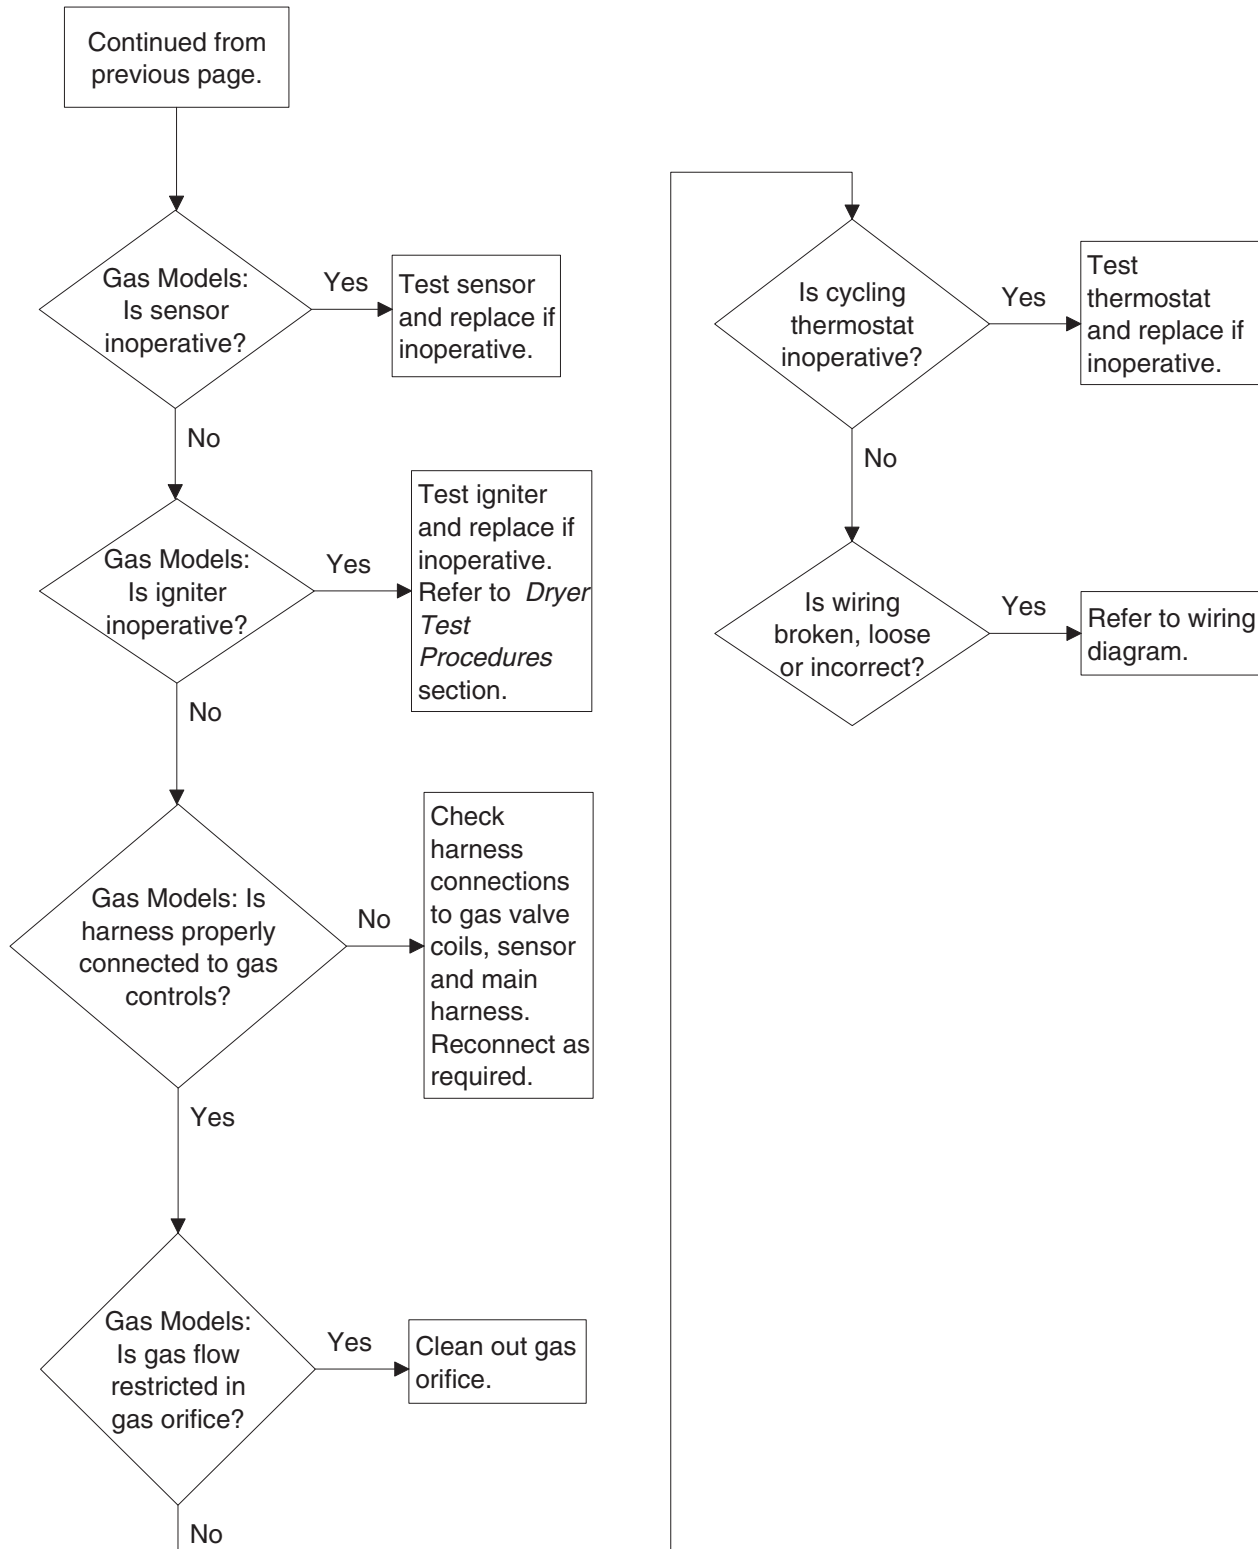 Continued from
previous page.
Gas Models:
Is sensor
inoperative?
Yes
Test sensor
and replace if
inoperative.
No
Gas Models:
Is igniter
inoperative?
Yes
Test igniter
and replace if
inoperative.
Refer to Dryer
Test
Procedures
section.
No
Gas Models: Is
harness properly
connected to gas
controls?
No
Check
harness
connections
to gas valve
coils, sensor
and main
harness.
Reconnect as
required.
Yes
Gas Models:
Is gas flow
restricted in
gas orifice?
Yes
Clean out gas
orifice.
No
Is cycling
thermostat
inoperative?
Yes
Test
thermostat
and replace if
inoperative.
No
Is wiring
broken, loose
or incorrect?
Yes
Refer to wiring
diagram.